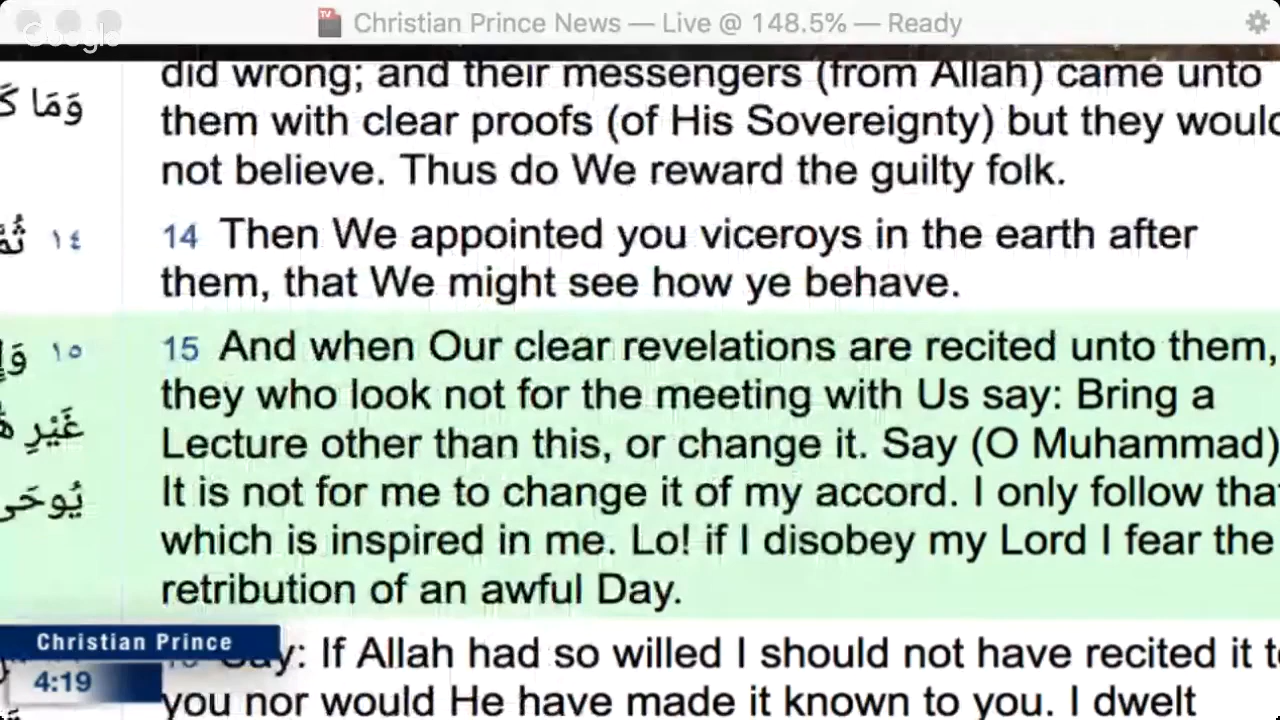 Google
TV
Christian Prince News — Live @ 148.5% — Ready
did wrong; and their messengers (from Allah) came unto
them with clear proofs (of His Sovereignty) but they would
not believe. Thus do We reward the guilty folk.
وَمَا
١٤
14 Then We appointed you viceroys in the earth after
them, that We might see how ye behave.
١٥
15 And when Our clear revelations are recited unto them,
they who look not for the meeting with Us say: Bring a
Lecture other than this, or change it. Say (O Muhammad)
It is not for me to change it of my accord. I only follow that
which is inspired in me. Lo! if I disobey my Lord I fear the
retribution of an awful Day.
غَيْرِ
يُوحَى
Say: If Allah had so willed I should not have recited it to
you nor would He have made it known to you. I dwelt
Christian Prince
4:19